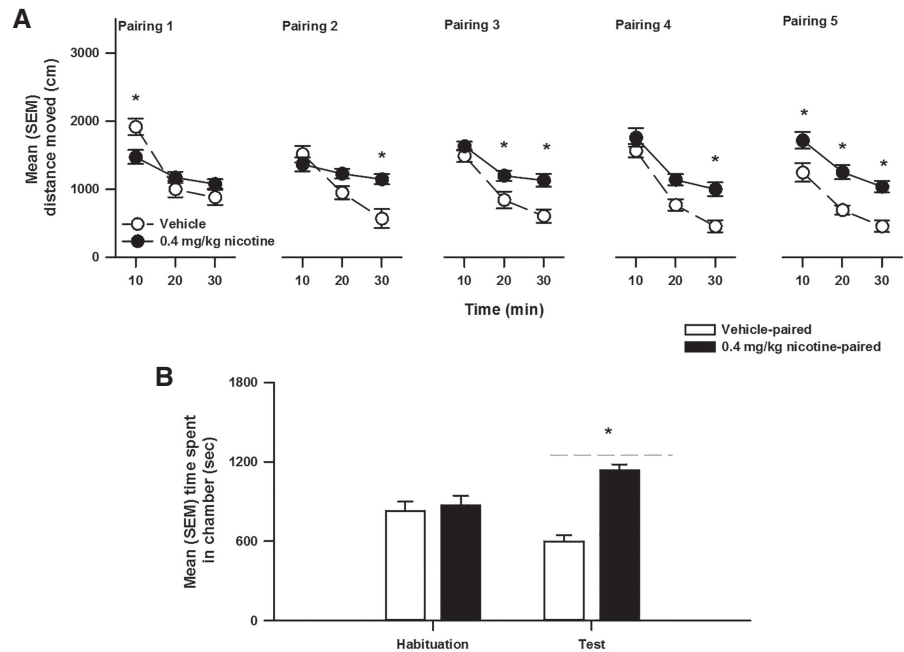 A
Pairing 1
Pairing 2
Pairing 3
Pairing 4
Pairing 5
Mean (SEM)
distance moved (cm)
3000
2000
1000
0
*
*
* *
*
* * *
Vehicle
0.4 mg/kg nicotine
10 20 30
10 20 30
10 20 30
10 20 30
10 20 30
Time (min)
Vehicle-paired
0.4 mg/kg nicotine-paired
B
Mean (SEM) time spent
in chamber (sec)
1800
1200
600
0
*
Habituation
Test